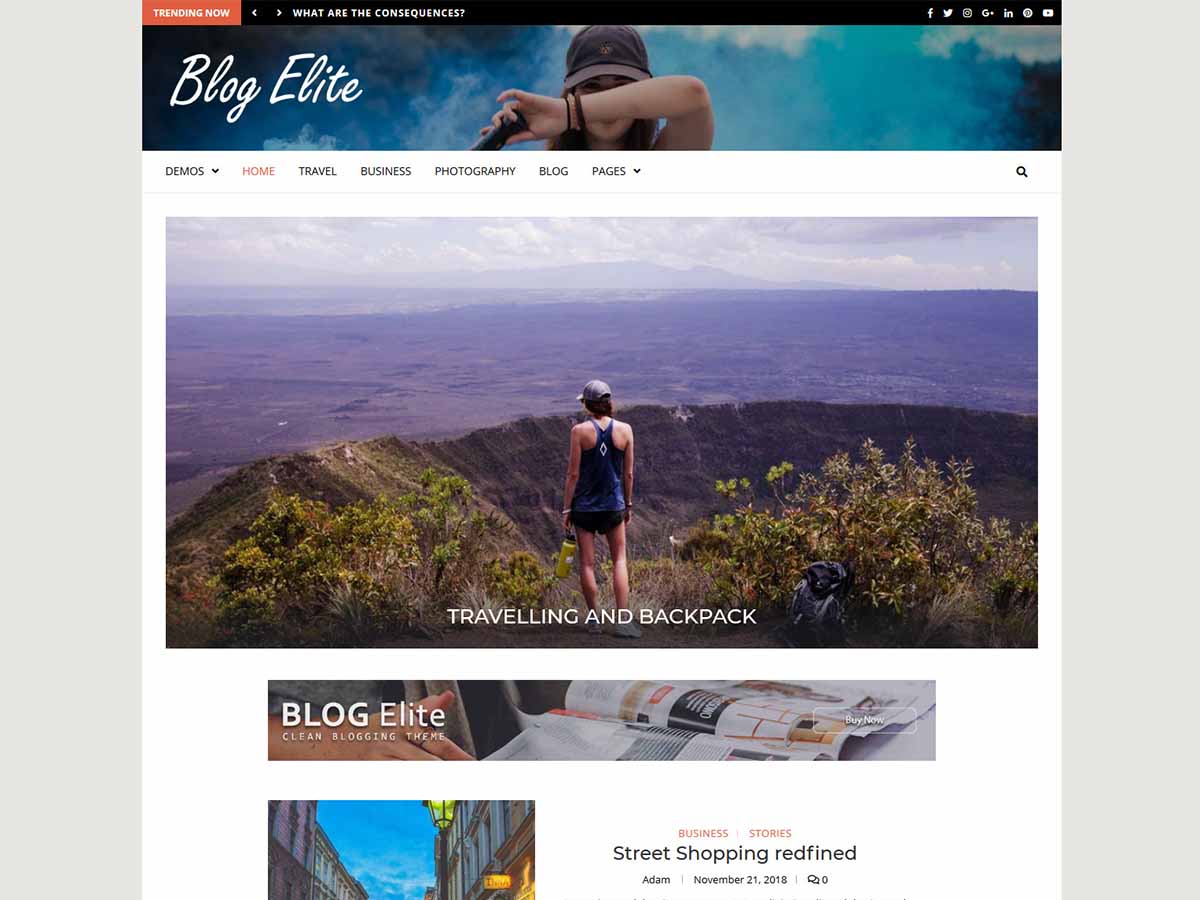 TRENDING NOW
WHAT ARE THE CONSEQUENCES?
Blog Elite
DEMOS HOME TRAVEL BUSINESS PHOTOGRAPHY BLOG PAGES
TRAVELLING AND BACKPACK
BLOG Elite
CLEAN BLOGGING THEME
Buy Now
BUSINESS | STORIES
Street Shopping redfined
Adam | November 21, 2018 | 0